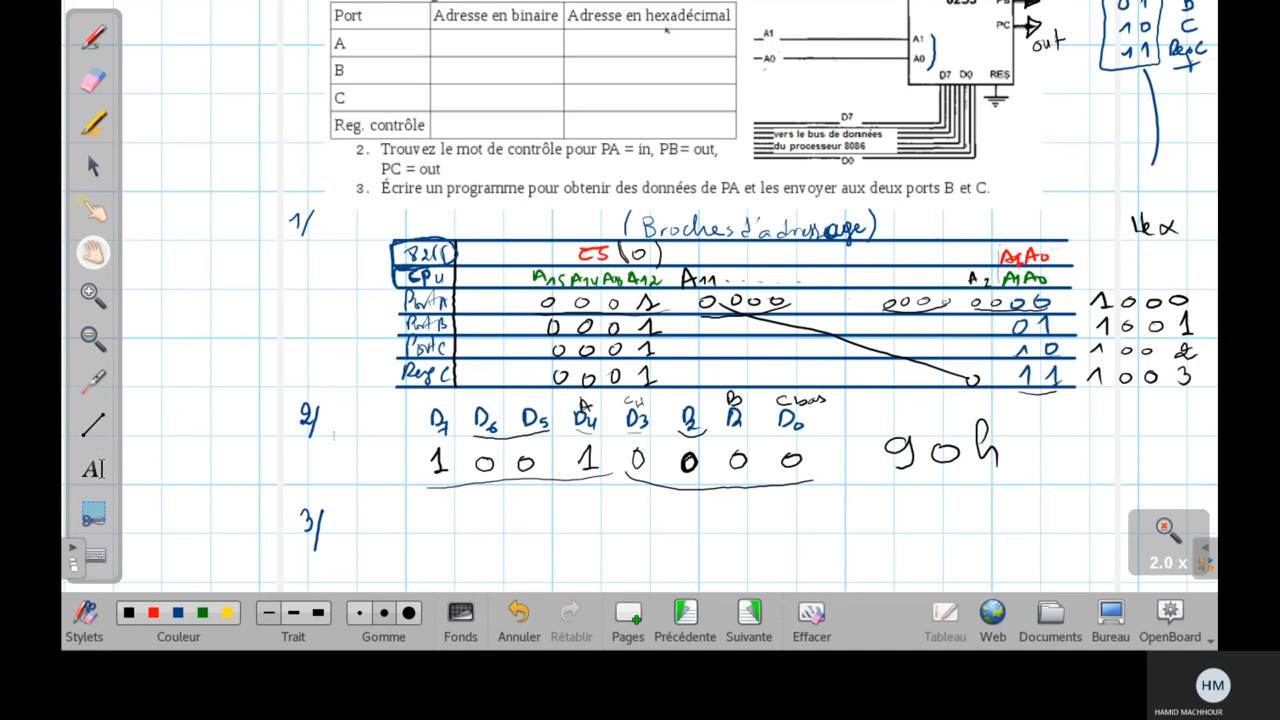 8255
PB
0 1 B
PC
1 0 C
out
1 1 Reg C
Port Adresse en binaire Adresse en hexadécimal
A
B
C
Reg. contrôle
A1 A1
A0 A0
D7 D0 RES
D7
vers le bus de données
du processeur 8086
D0
2. Trouvez le mot de contrôle pour PA = in, PB= out,
PC = out
3. Écrire un programme pour obtenir des données de PA et les envoyer aux deux ports B et C.
1/ (Broches d'adressage) Hex
CS (0) A1 A0
CPU A15 A14 A13 A12 A11 . . . . . . A2 A1 A0
Port A 0 0 0 1 0 0 0 0 0 0 0 0 0 0 0 0 1 0 0 0
Port B 0 0 0 1 0 1 1 0 0 1
Port C 0 0 0 1 1 0 1 0 0 2
Reg C 0 0 0 1 0 1 1 1 0 0 3
A CH B C bas
2/ D7 D6 D5 D4 D3 D2 D1 D0
1 0 0 1 0 0 0 0 90h
3/
2.0 x
Stylets Couleur Trait Gomme Fonds Annuler Rétablir Pages Précédente Suivante Effacer Tableau Web Documents Bureau OpenBoard
HM
HAMID MACHHOUR